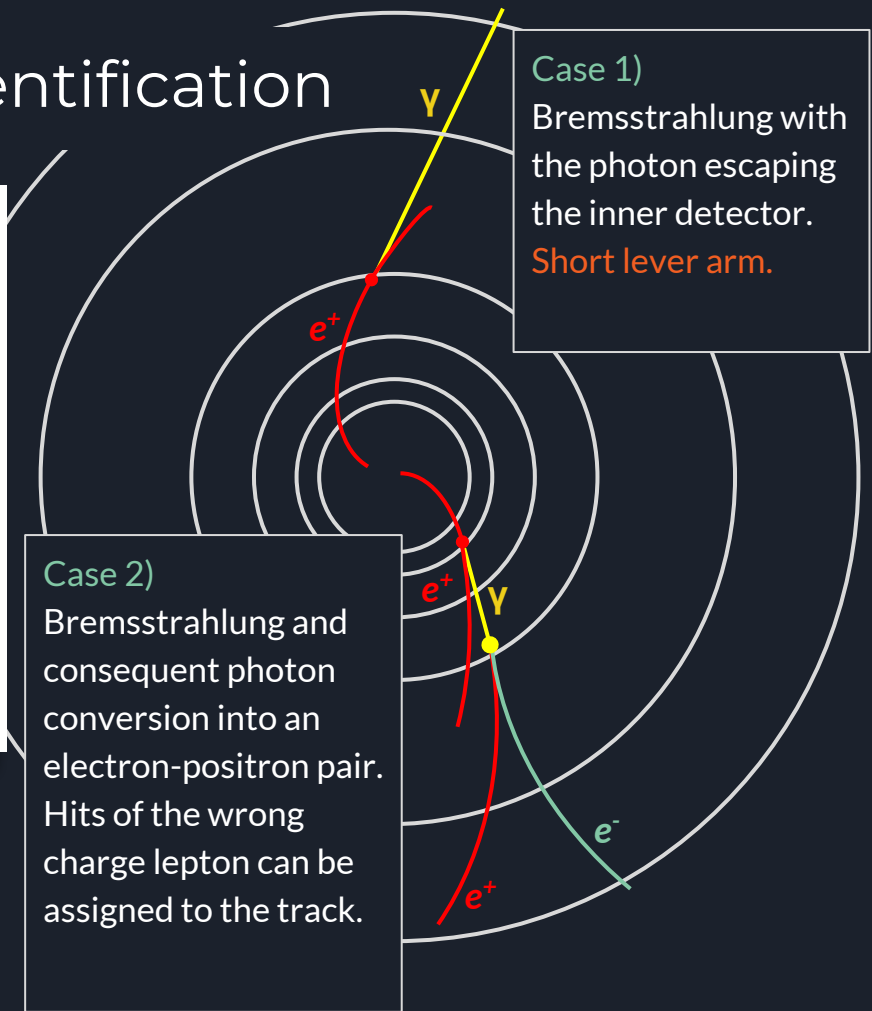 entification
Case 1)
Bremsstrahlung with
the photon escaping
the inner detector.
Short lever arm.
γ
e⁺
Case 2)
Bremsstrahlung and
consequent photon
conversion into an
electron-positron pair.
Hits of the wrong
charge lepton can be
assigned to the track.
e⁺
γ
e⁻
e⁺